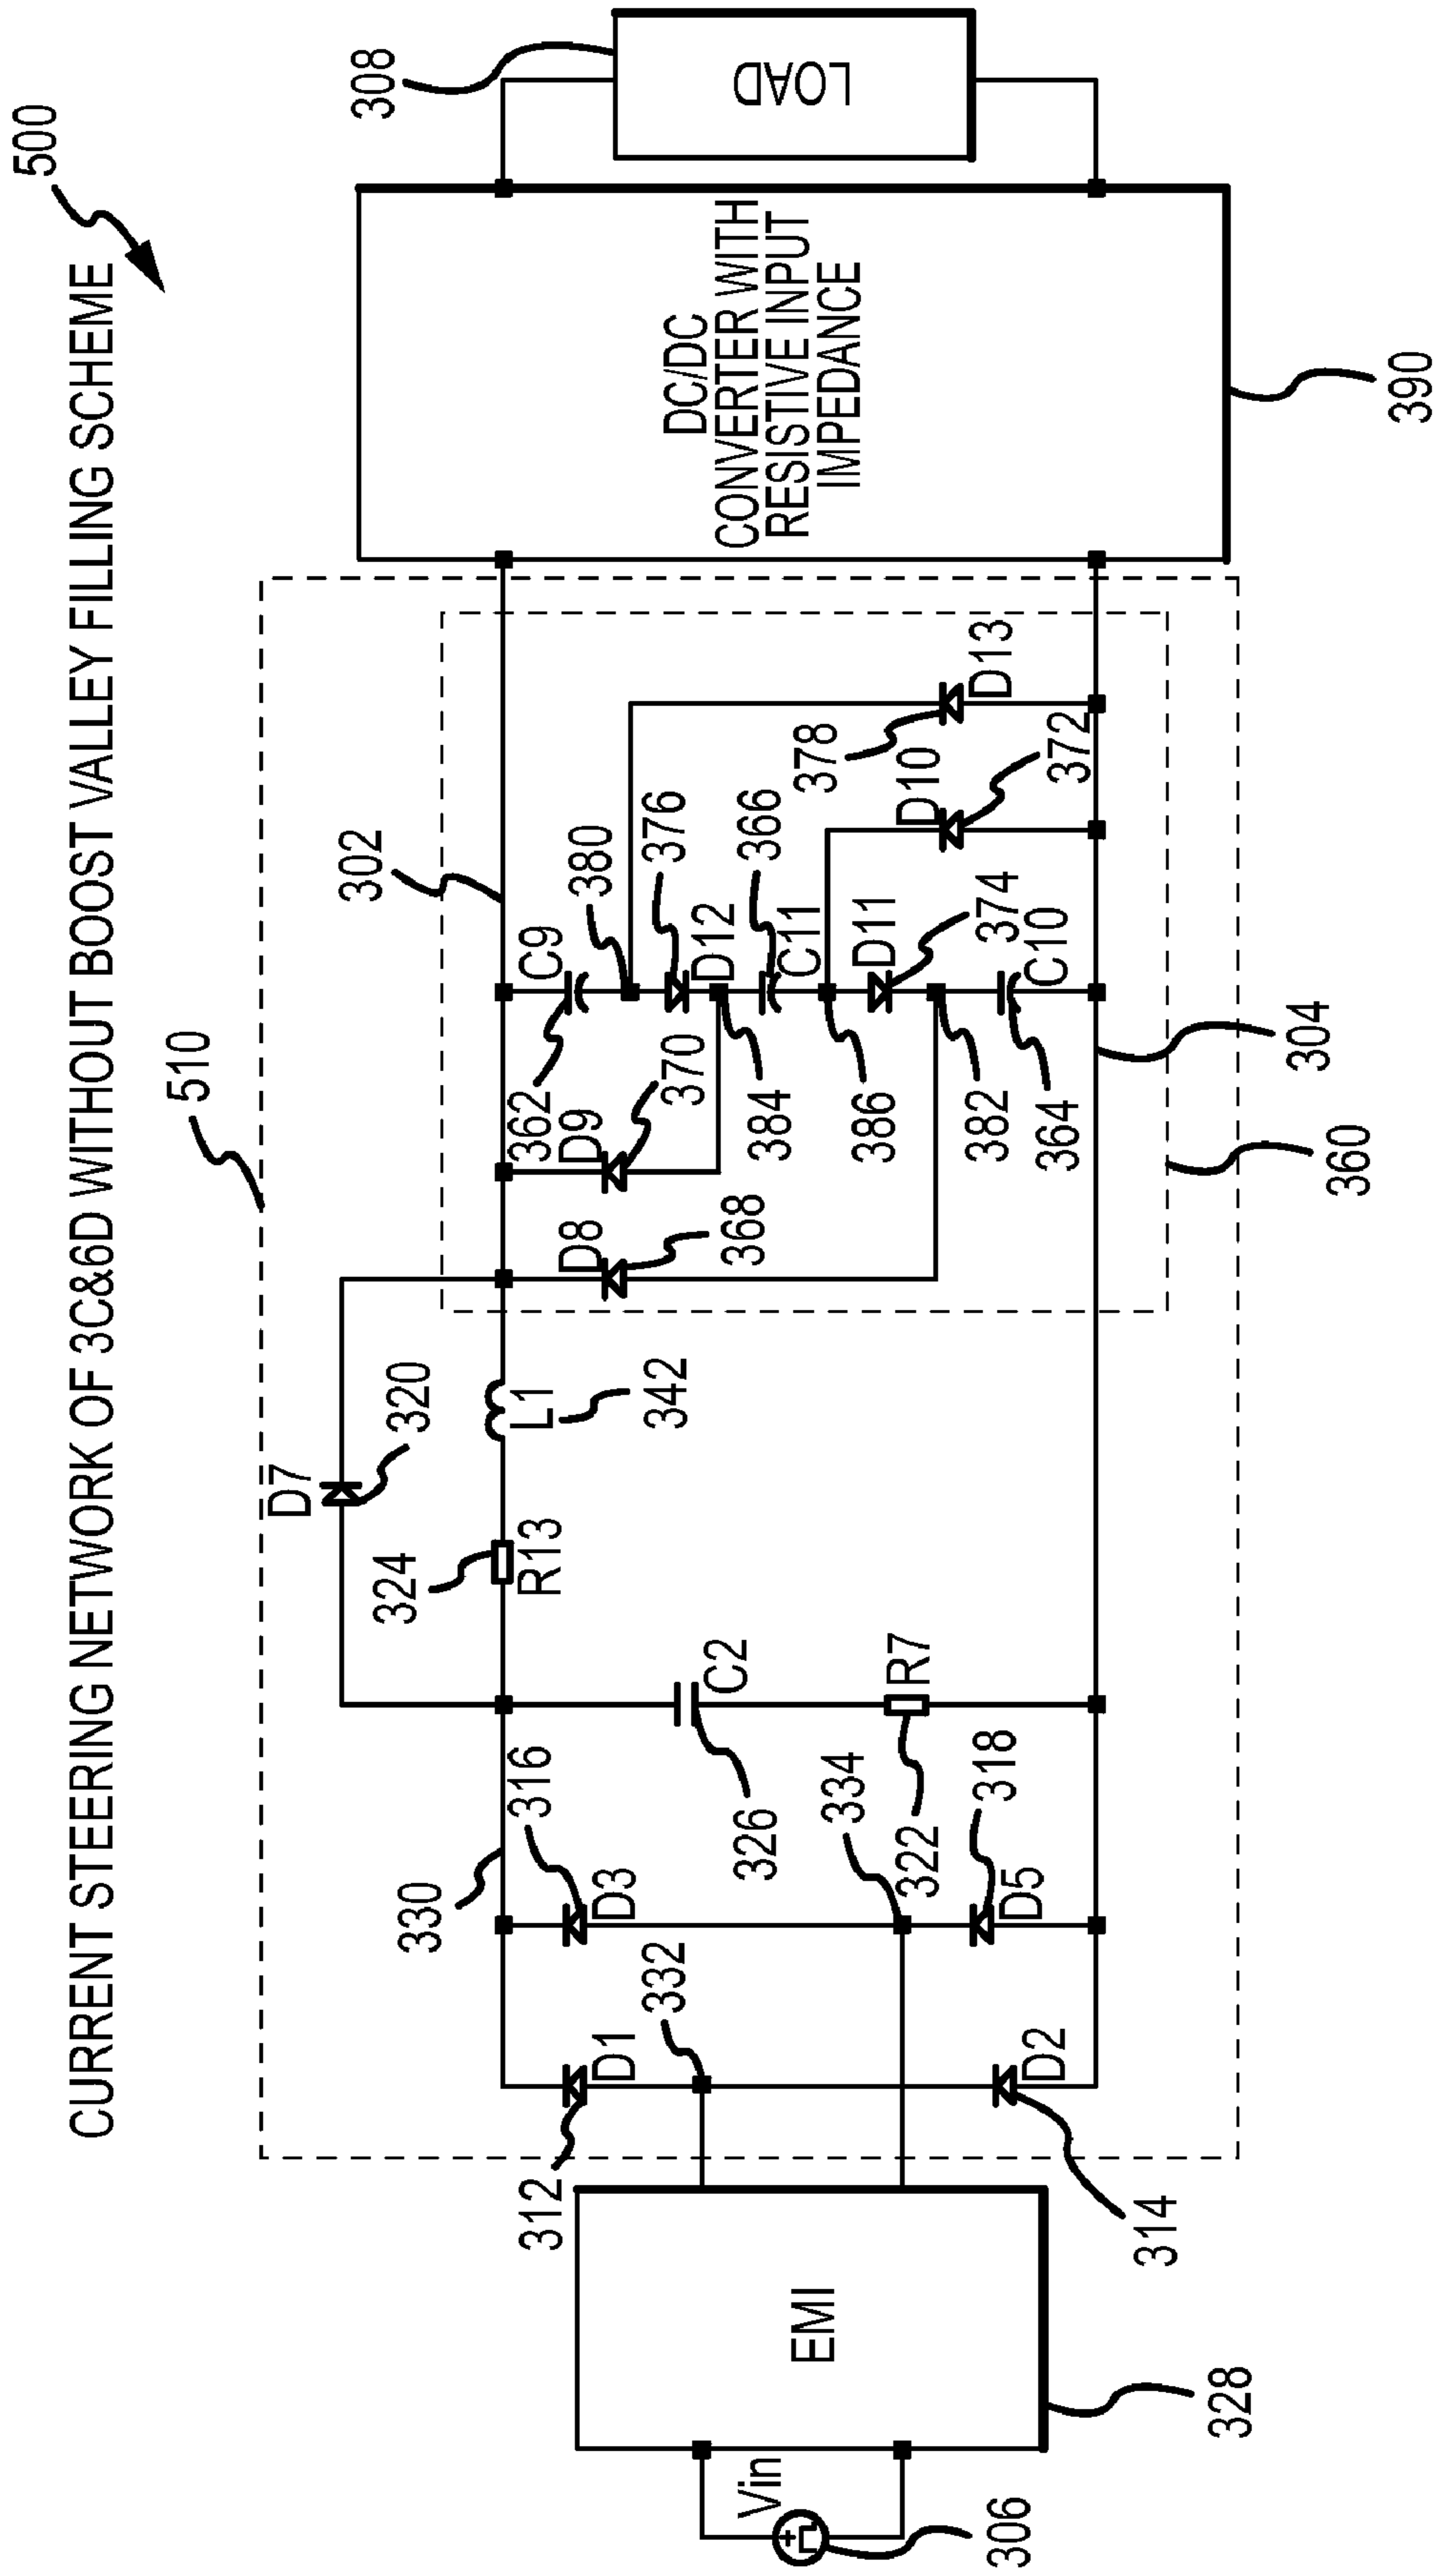 CURRENT STEERING NETWORK OF 3C&6D WITHOUT BOOST VALLEY FILLING SCHEME
500
510
D7
320
302
308
330
316
324
R13
L1
342
D8
368
D9
370
362
C9
380
376
D12
384
366
C11
386
D11
374
382
C10
364
378
D13
D10
372
304
360
DC/DC
CONVERTER WITH
RESISTIVE INPUT
IMPEDANCE
390
LOAD
312
D1
332
D3
334
D5
318
D2
314
C2
326
R7
322
EMI
328
Vin
+
306